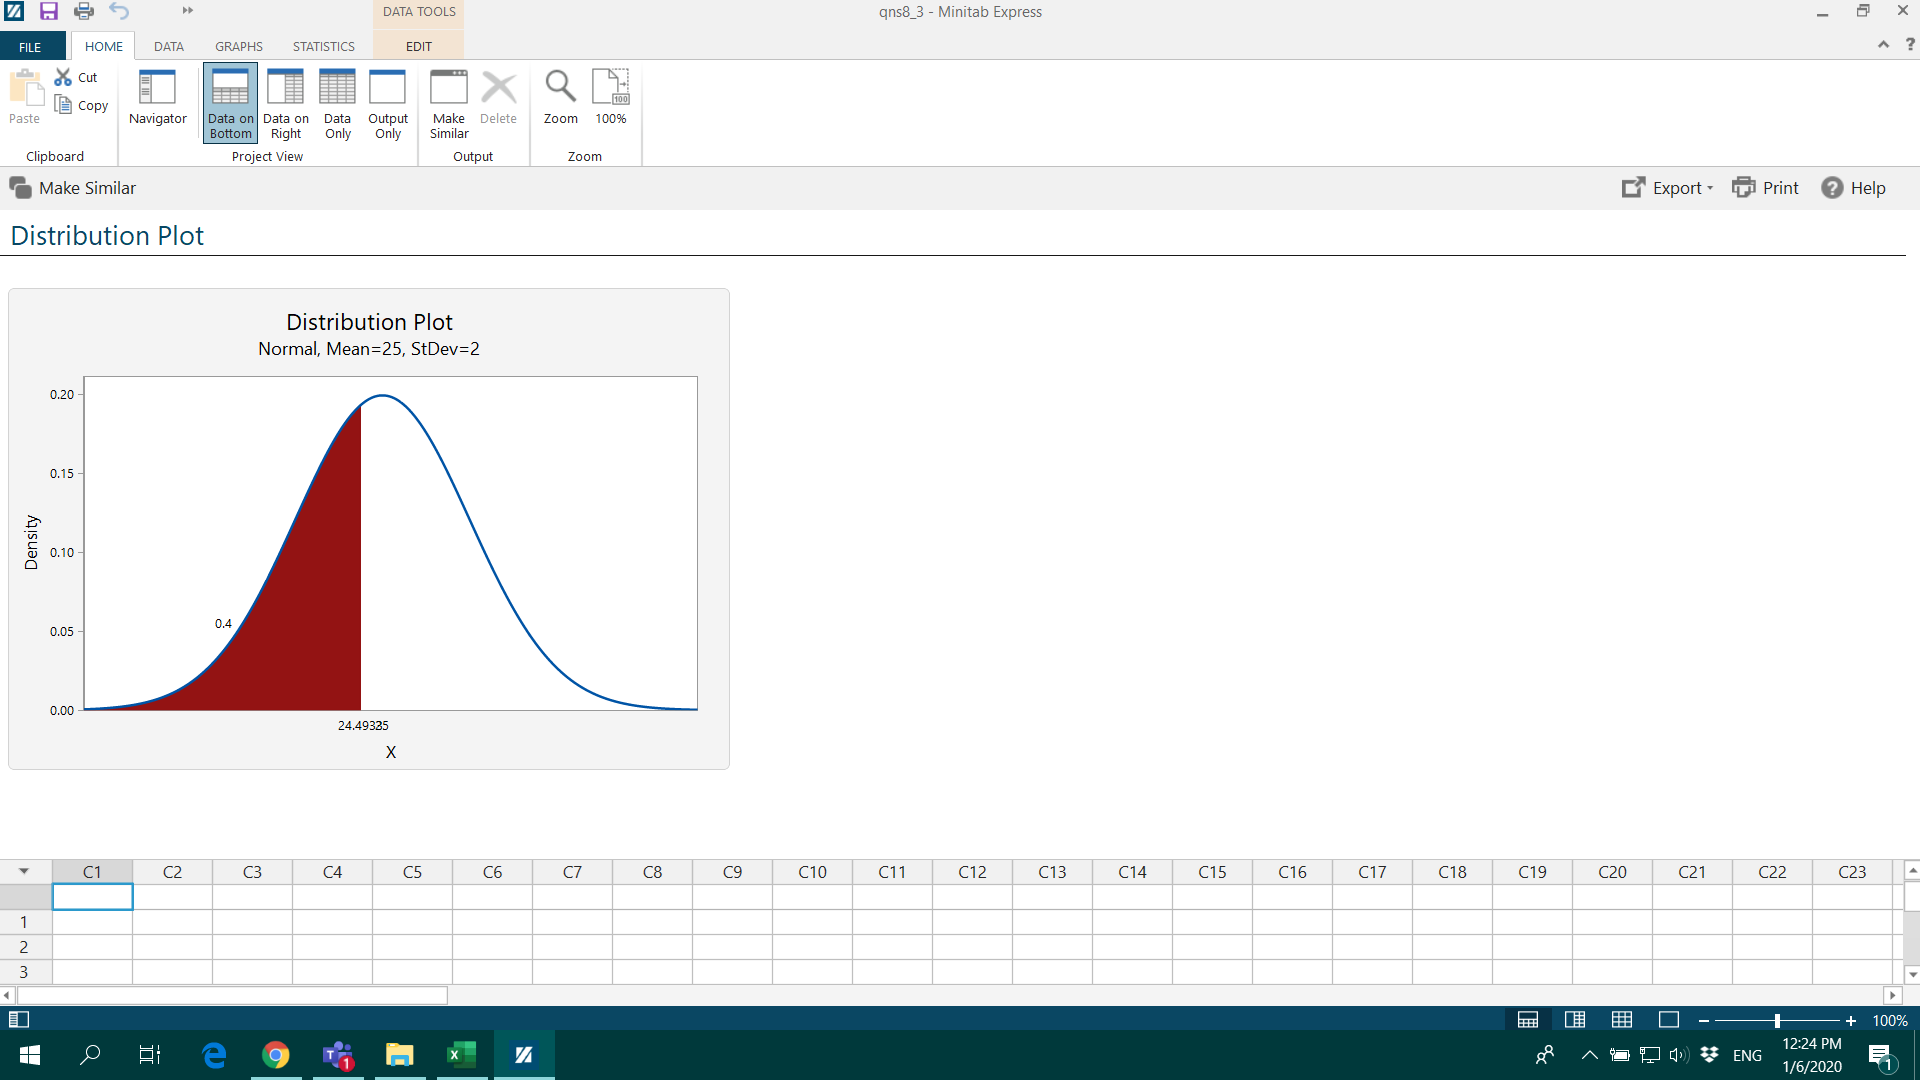 DATA TOOLS
qns8_3 - Minitab Express
FILE
HOME
DATA
GRAPHS
STATISTICS
EDIT
?
Paste
Cut
Copy
Clipboard
Navigator
Data on Bottom
Data on Right
Data Only
Output Only
Project View
Make Similar
Delete
Output
Zoom
100
100%
Zoom
Make Similar
Export
Print
? Help
Distribution Plot
Distribution Plot
Normal, Mean=25, StDev=2
0.20
0.15
0.10
0.05
0.00
Density
0.4
24.493325
X
C1 C2 C3 C4 C5 C6 C7 C8 C9 C10 C11 C12 C13 C14 C15 C16 C17 C18 C19 C20 C21 C22 C23
1
2
3
100%
T 1
X
ENG
12:24 PM
1/6/2020
1